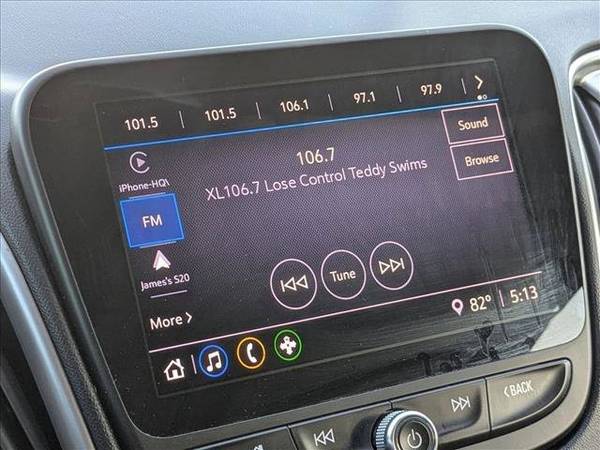 101.5 | 101.5 | 106.1 | 97.1 | 97.9 | >
iPhone-HQ\
106.7
Sound
XL106.7 Lose Control Teddy Swims
Browse
FM
James's S20
Tune
More >
82° | 5:13
BACK